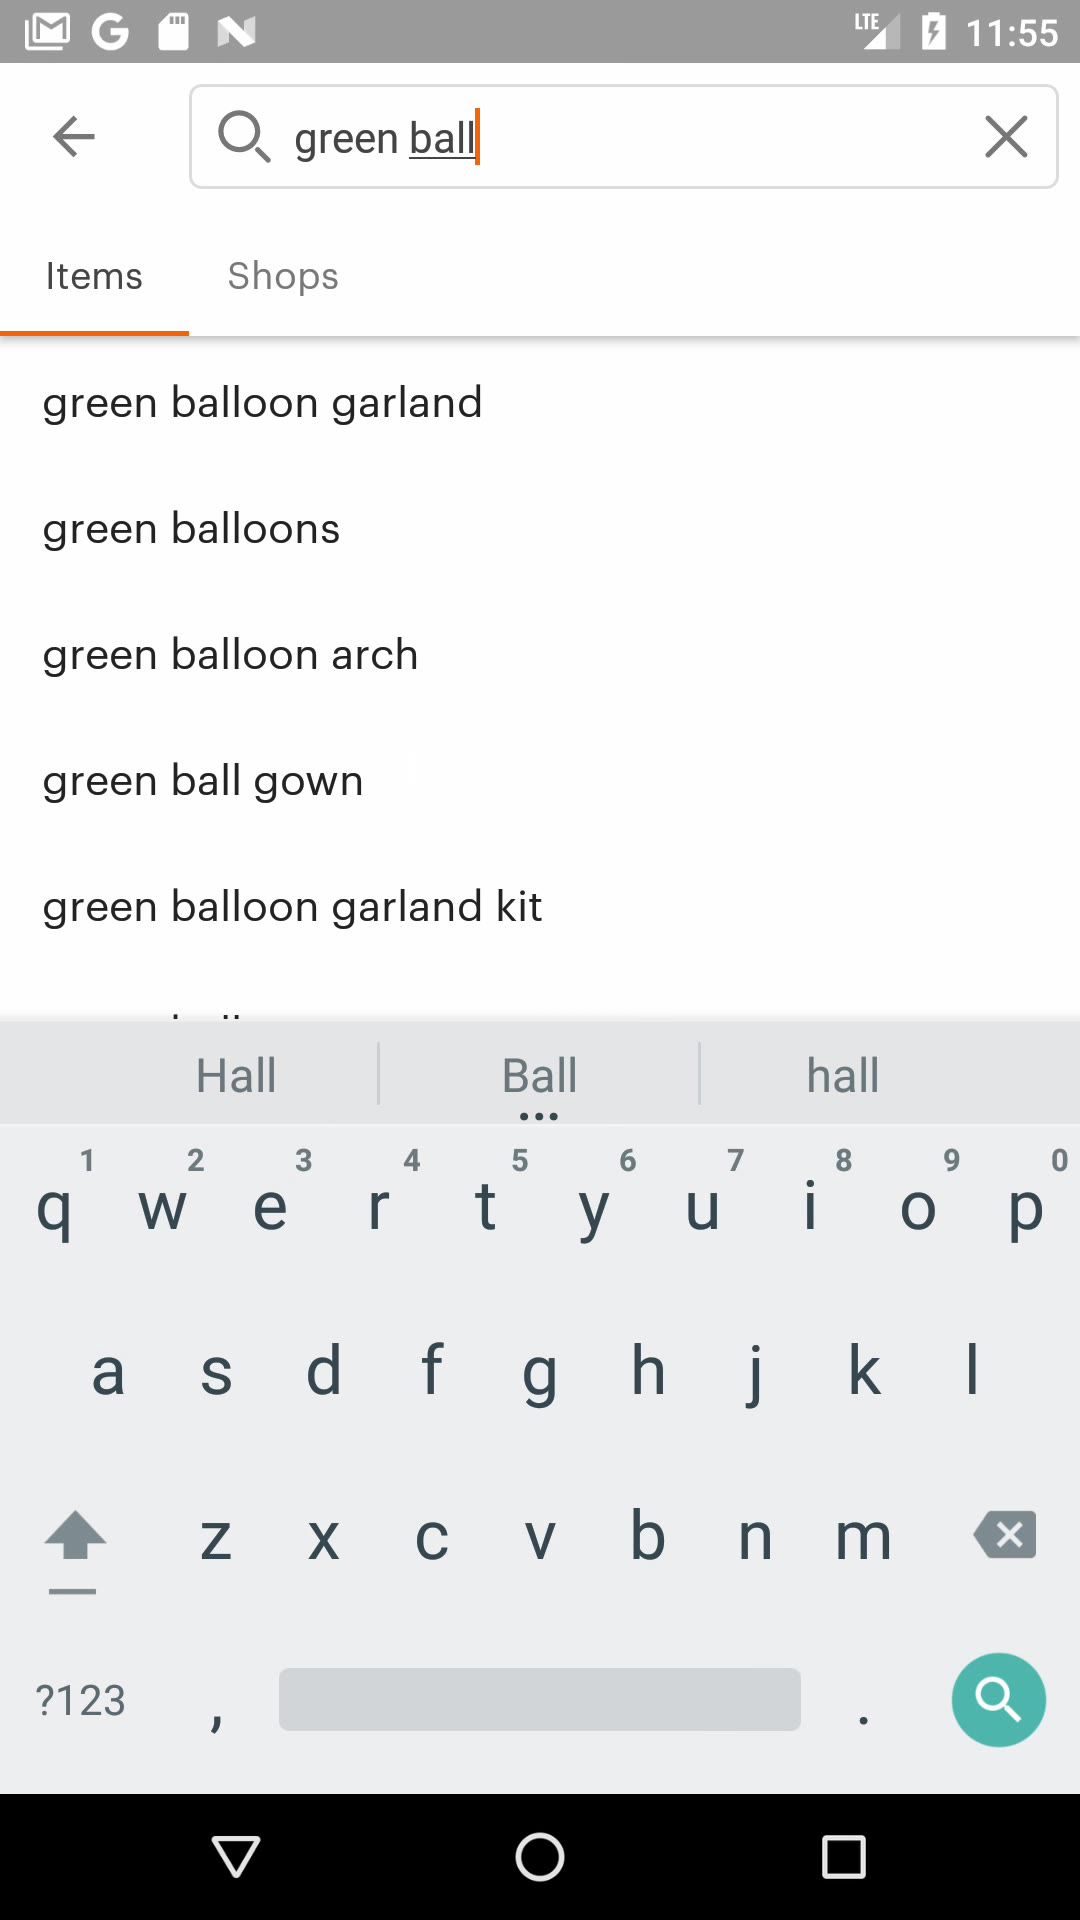 LTE 11:55
green ball
Items Shops
green balloon garland
green balloons
green balloon arch
green ball gown
green balloon garland kit
Hall Ball hall
1 2 3 4 5 6 7 8 9 0
q w e r t y u i o p
a s d f g h j k l
z x c v b n m
?123 , .